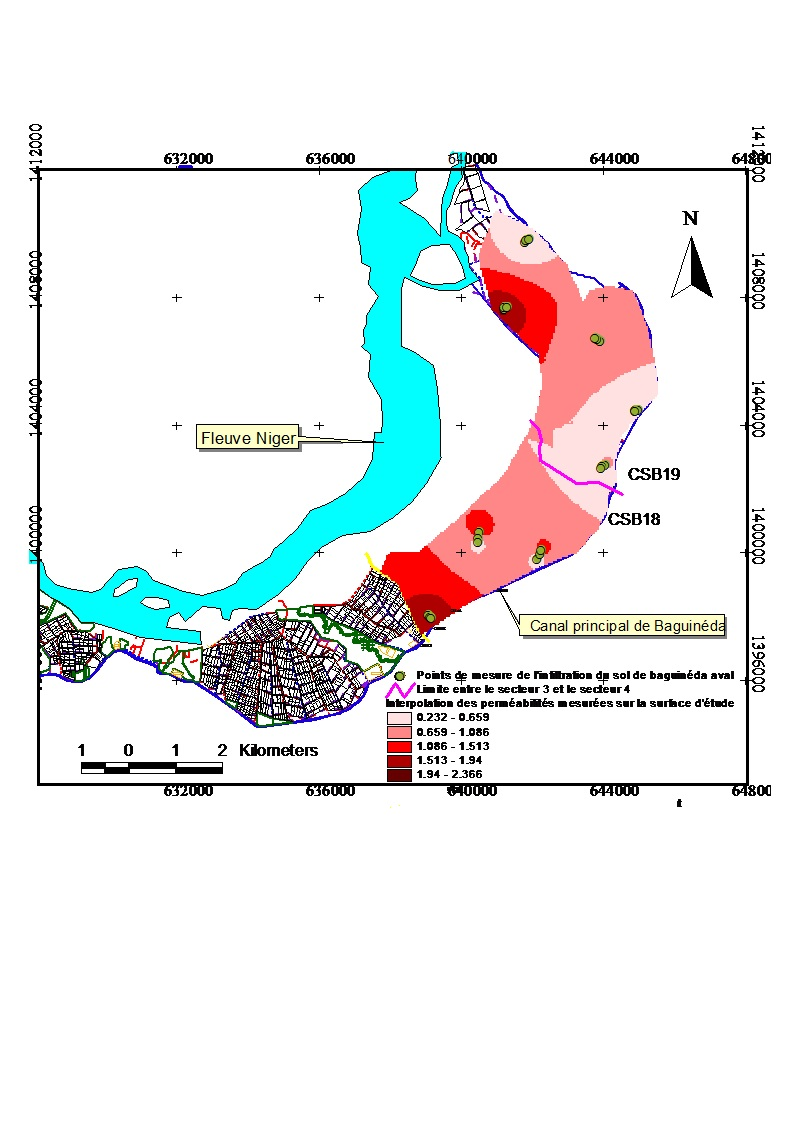 632000 636000 640000 644000 64800
1412000
1412000
N
1408000
1408000
1404000
1404000
Fleuve Niger
CSB19
CSB18
1400000
1400000
Canal principal de Baguinéda
1396000
Points de mesure de l'infiltration du sol de baguinéda aval
Limite entre le secteur 3 et le secteur 4
Interpolation des perméabilités mesurées sur la surface d'étude
0.232 - 0.659
0.659 - 1.086
1.086 - 1.513
1.513 - 1.94
1.94 - 2.366
1 0 1 2 Kilometers
632000 636000 640000 644000 64800